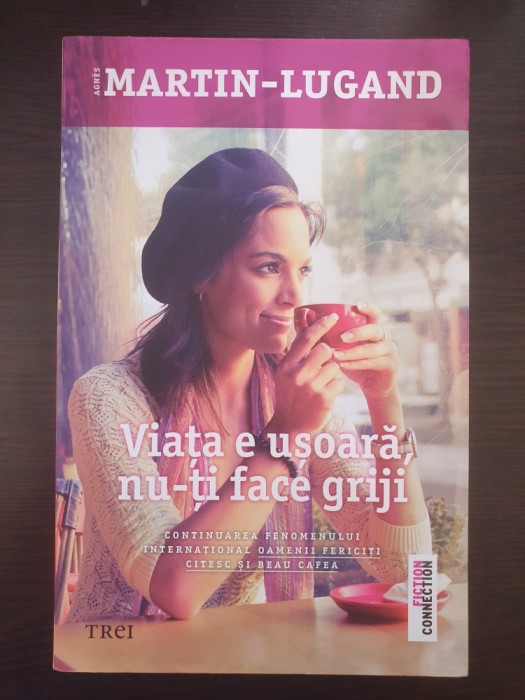 AGNÈS
MARTIN-LUGAND
Viața e ușoară,
nu-ți face griji
CONTINUAREA FENOMENULUI
INTERNAȚIONAL OAMENII FERICIȚI
CITESC ȘI BEAU CAFEA
TREI
FICTION
CONNECTION